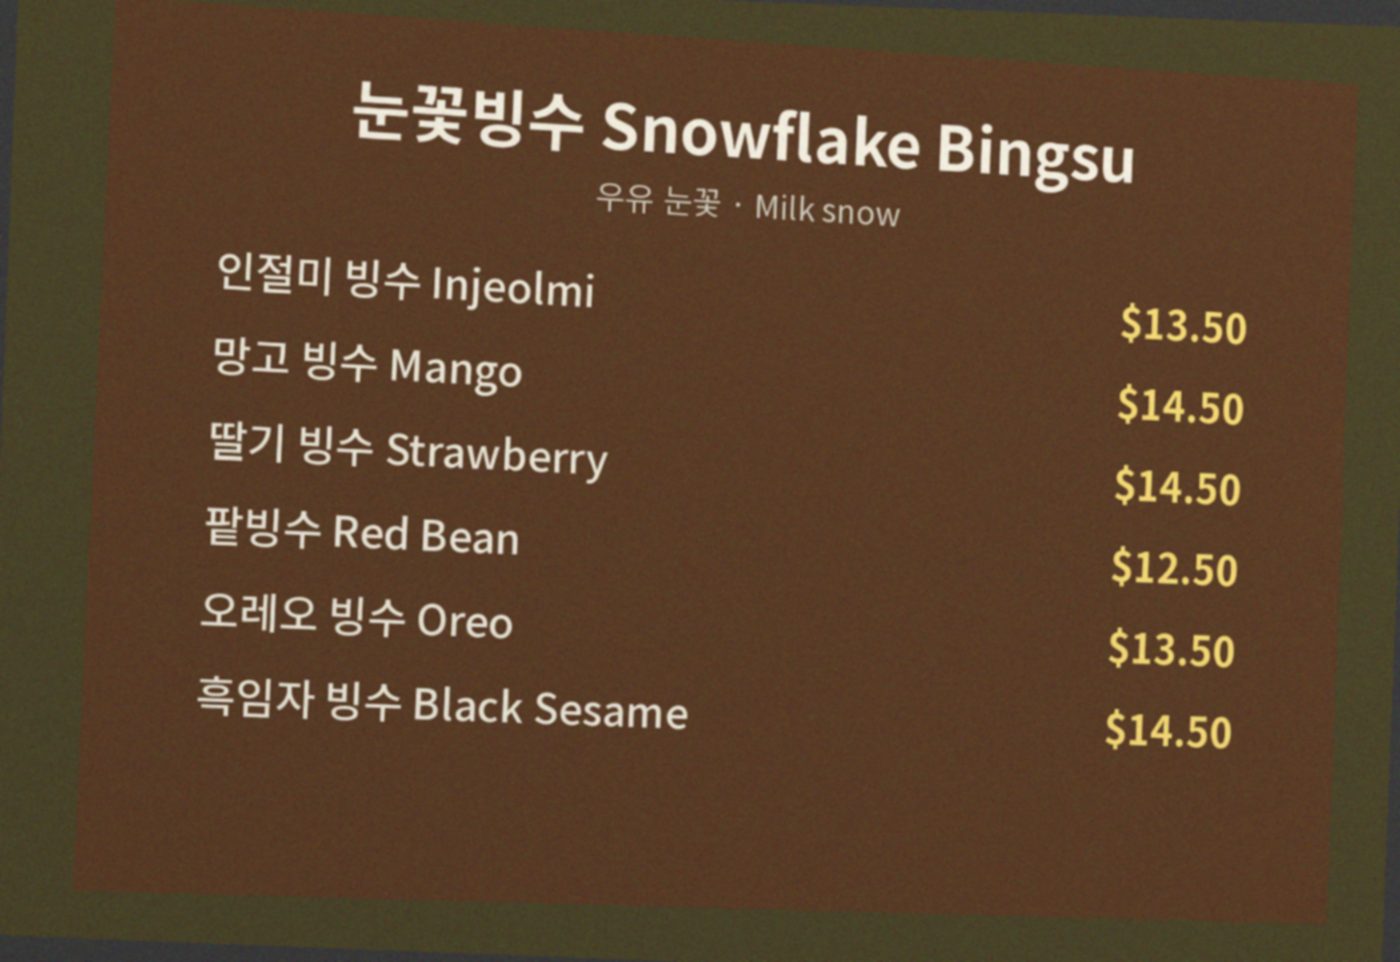 눈꽃빙수 Snowflake Bingsu
우유 눈꽃 · Milk snow
인절미 빙수 Injeolmi $13.50
망고 빙수 Mango $14.50
딸기 빙수 Strawberry $14.50
팥빙수 Red Bean $12.50
오레오 빙수 Oreo $13.50
흑임자 빙수 Black Sesame $14.50